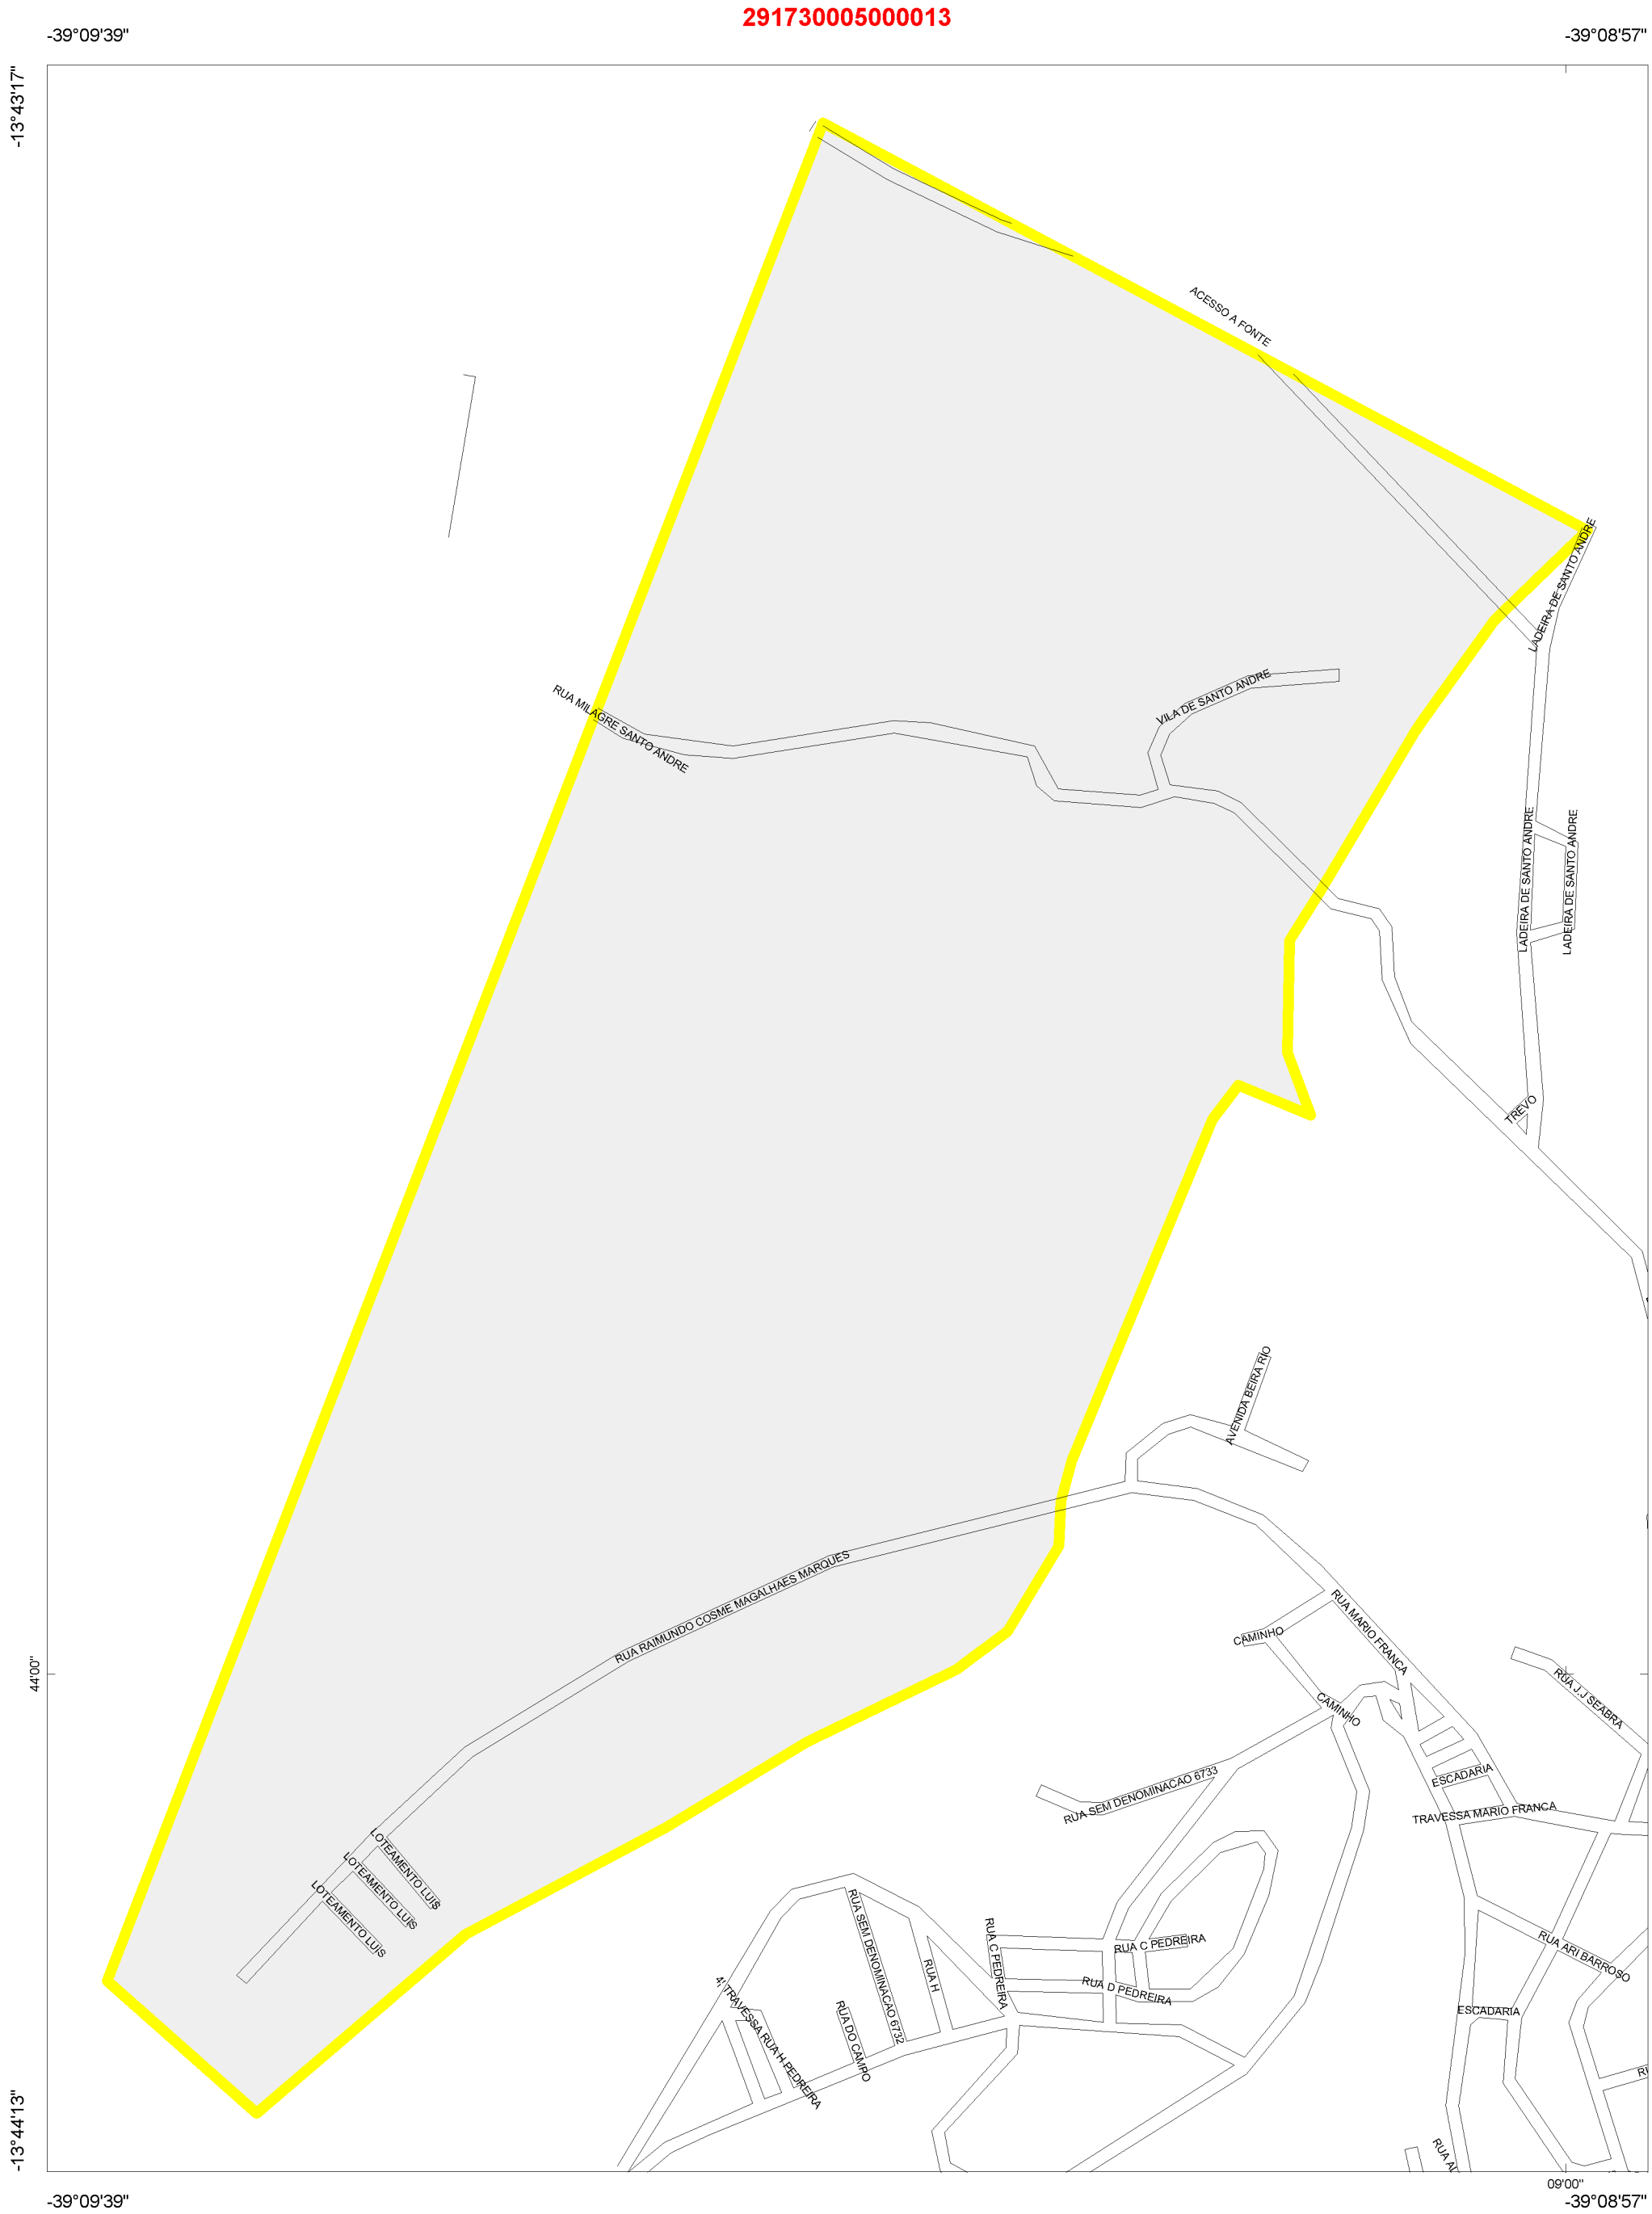 291730005000013
-39°09'39"
-39°08'57"
-13°43'17"
ACESSO A FONTE
LADEIRA DE SANTO ANDRE
VILA DE SANTO ANDRE
RUA MILAGRE SANTO ANDRE
LADEIRA DE SANTO ANDRE
LADEIRA DE SANTO ANDRE
TREVO
AVENIDA BEIRA RIO
RUA RAIMUNDO COSME MAGALHAES MARQUES
RUA MARIO FRANCA
CAMINHO
44'00"
RUA J.J SEABRA
CAMINHO
ESCADARIA
RUA SEM DENOMINACAO 6733
TRAVESSA MARIO FRANCA
LOTEAMENTO LUIS
LOTEAMENTO LUIS
LOTEAMENTO LUIS
RUA SEM DENOMINACAO 6732
RUA C PEDREIRA
RUA C PEDREIRA
RUA ARI BARROSO
RUA H
RUA D PEDREIRA
4¦ TRAVESSA RUA H PEDREIRA
RUA DO CAMPO
ESCADARIA
-13°44'13"
09'00"
-39°09'39"
-39°08'57"